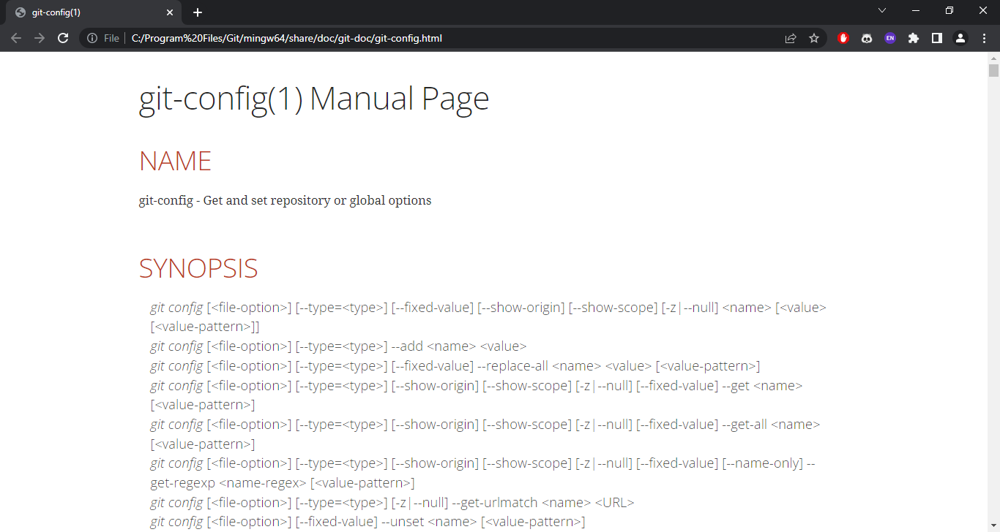 git-config(1)
File
C:/Program%20Files/Git/mingw64/share/doc/git-doc/git-config.html
EN
git-config(1) Manual Page
NAME
git-config - Get and set repository or global options
SYNOPSIS
git config [<file-option>] [--type=<type>] [--fixed-value] [--show-origin] [--show-scope] [-z|--null] <name> [<value>
[<value-pattern>]]
git config [<file-option>] [--type=<type>] --add <name> <value>
git config [<file-option>] [--type=<type>] [--fixed-value] --replace-all <name> <value> [<value-pattern>]
git config [<file-option>] [--type=<type>] [--show-origin] [--show-scope] [-z|--null] [--fixed-value] --get <name>
[<value-pattern>]
git config [<file-option>] [--type=<type>] [--show-origin] [--show-scope] [-z|--null] [--fixed-value] --get-all <name>
[<value-pattern>]
git config [<file-option>] [--type=<type>] [--show-origin] [--show-scope] [-z|--null] [--fixed-value] [--name-only] --
get-regexp <name-regex> [<value-pattern>]
git config [<file-option>] [--type=<type>] [-z|--null] --get-urlmatch <name> <URL>
git config [<file-option>] [--fixed-value] --unset <name> [<value-pattern>]